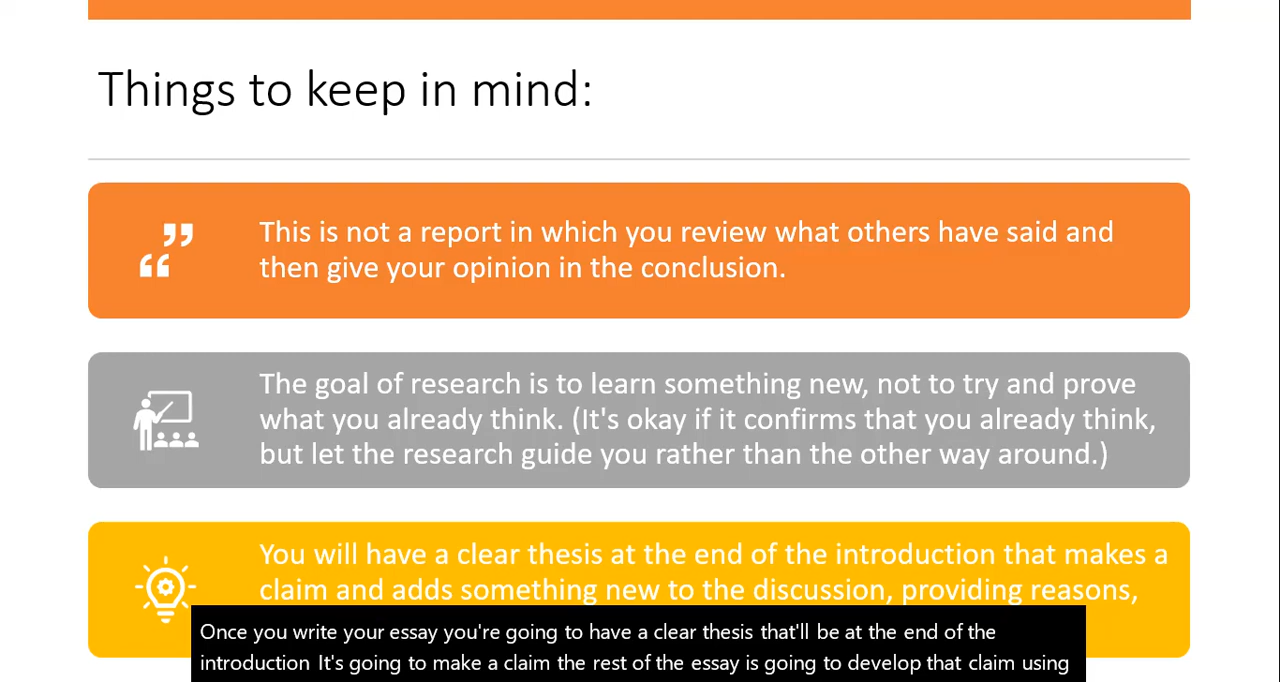 Things to keep in mind:
This is not a report in which you review what others have said and
then give your opinion in the conclusion.
The goal of research is to learn something new, not to try and prove
what you already think. (It's okay if it confirms that you already think,
but let the research guide you rather than the other way around.)
You will have a clear thesis at the end of the introduction that makes a
claim and adds something new to the discussion, providing reasons,
Once you write your essay you're going to have a clear thesis that'll be at the end of the
introduction It's going to make a claim the rest of the essay is going to develop that claim using